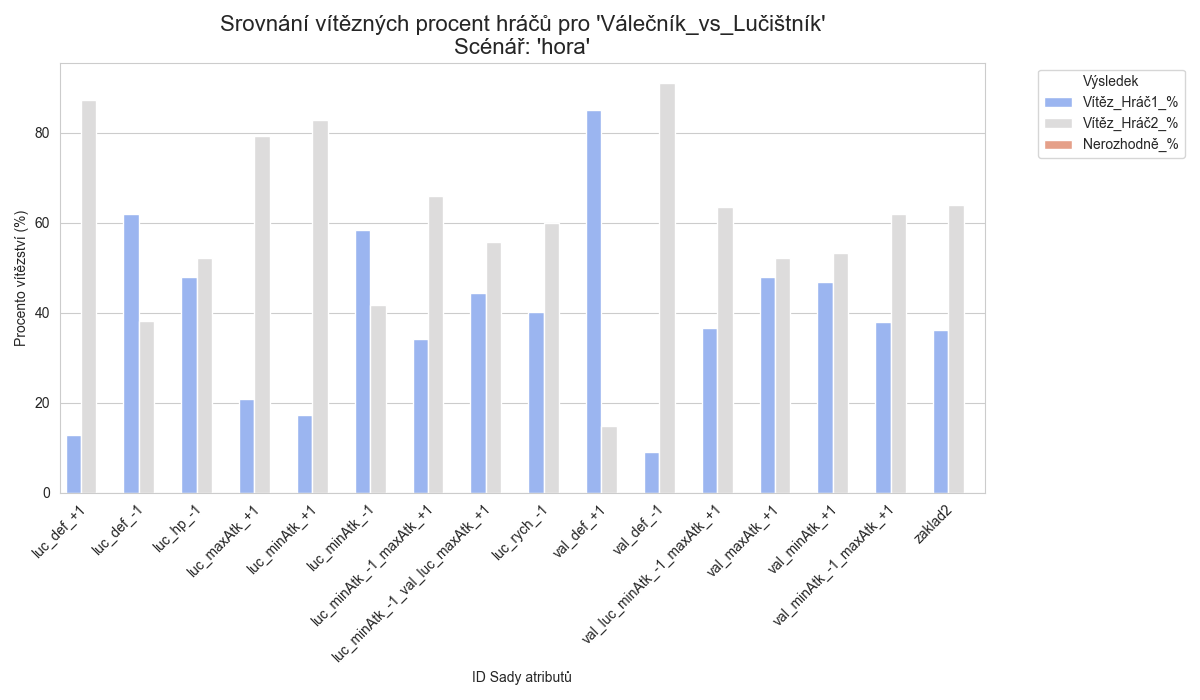 Srovnání vítězných procent hráčů pro 'Válečník_vs_Lučištník'
Scénář: 'hora'
Výsledek
Vítěz_Hráč1_%
Vítěz_Hráč2_%
Nerozhodně_%
Procento vítězství (%)
80
60
40
20
0
luc_def_+1
luc_def_-1
luc_hp_-1
luc_maxAtk_+1
luc_minAtk_+1
luc_minAtk_-1
luc_minAtk_-1_maxAtk_+1
luc_minAtk_-1_val_luc_maxAtk_+1
luc_rych_-1
val_def_+1
val_def_-1
val_luc_minAtk_-1_maxAtk_+1
val_maxAtk_+1
val_minAtk_+1
val_minAtk_-1_maxAtk_+1
zaklad2
ID Sady atributů